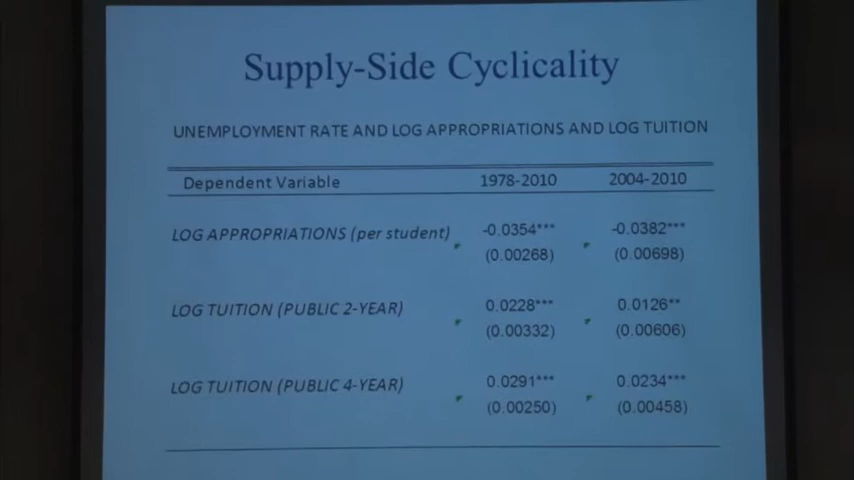 Supply-Side Cyclicality
UNEMPLOYMENT RATE AND LOG APPROPRIATIONS AND LOG TUITION
Dependent Variable 1978-2010 2004-2010
LOG APPROPRIATIONS (per student) -0.0354*** -0.0382***
(0.00268) (0.00698)
LOG TUITION (PUBLIC 2-YEAR) 0.0228*** 0.0126**
(0.00332) (0.00606)
LOG TUITION (PUBLIC 4-YEAR) 0.0291*** 0.0234***
(0.00250) (0.00458)